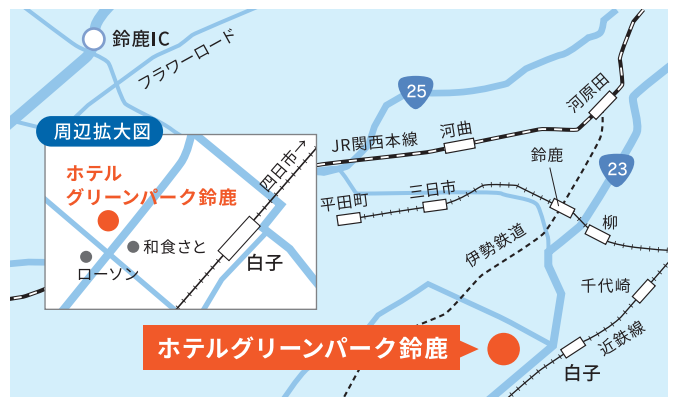 鈴鹿IC
フラワーロード
25
河原田
周辺拡大図
JR関西本線
河曲
四日市→
ホテル
グリーンパーク鈴鹿
鈴鹿
23
平田町
三日市
柳
和食さと
伊勢鉄道
白子
ローソン
千代崎
ホテルグリーンパーク鈴鹿
近鉄線
白子